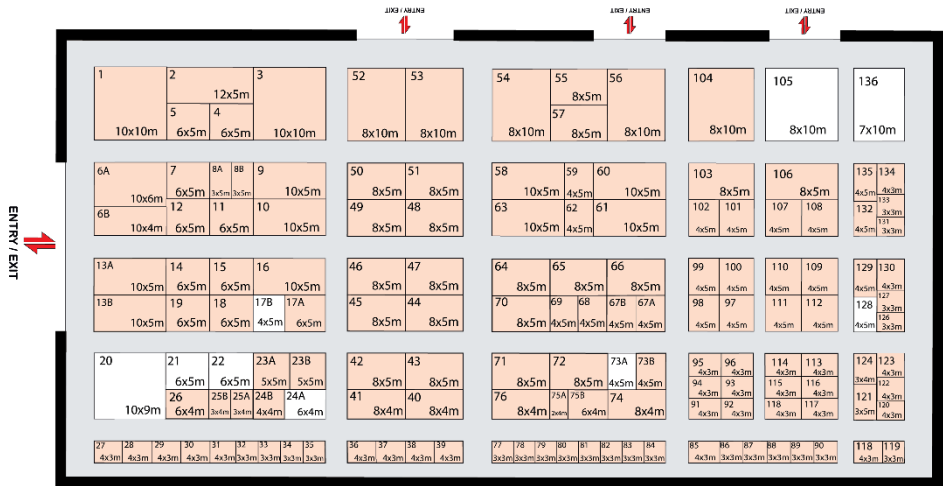 ENTRY / EXIT
ENTRY / EXIT
ENTRY / EXIT
ENTRY / EXIT
1
10x10m
2
12x5m
3
10x10m
5
6x5m
4
6x5m
52
8x10m
53
8x10m
54
8x10m
55
8x5m
57
8x5m
56
8x10m
104
8x10m
105
8x10m
136
7x10m
6A
10x6m
6B
10x4m
7
6x5m
8A
3x5m
8B
3x5m
9
10x5m
12
6x5m
11
6x5m
10
10x5m
50
8x5m
51
8x5m
49
8x5m
48
8x5m
58
10x5m
59
4x5m
60
10x5m
63
10x5m
62
4x5m
61
10x5m
103
8x5m
102
4x5m
101
4x5m
106
8x5m
107
4x5m
108
4x5m
135
4x5m
134
4x3m
133
3x3m
132
4x5m
131
3x3m
13A
10x5m
14
6x5m
15
6x5m
16
10x5m
13B
10x5m
19
6x5m
18
6x5m
17B
4x5m
17A
6x5m
46
8x5m
47
8x5m
45
8x5m
44
8x5m
64
8x5m
65
8x5m
66
8x5m
70
8x5m
69
4x5m
68
4x5m
67B
4x5m
67A
4x5m
99
4x5m
100
4x5m
98
4x5m
97
4x5m
110
4x5m
109
4x5m
111
4x5m
112
4x5m
129
4x5m
130
4x3m
127
3x3m
128
4x5m
126
3x3m
20
10x9m
21
6x5m
22
6x5m
23A
5x5m
23B
5x5m
26
6x4m
25B
3x4m
25A
3x4m
24B
4x4m
24A
6x4m
42
8x5m
43
8x5m
41
8x4m
40
8x4m
71
8x5m
72
8x5m
73A
4x5m
73B
4x5m
76
8x4m
75A
2x4m
75B
6x4m
74
8x4m
95
4x3m
96
4x3m
94
4x3m
93
4x3m
91
4x3m
92
4x3m
114
4x3m
113
4x3m
115
4x3m
116
4x3m
118
4x3m
117
4x3m
124
3x4m
123
4x3m
122
4x3m
121
3x5m
120
4x3m
27
4x3m
28
4x3m
29
4x3m
30
4x3m
31
4x3m
32
3x3m
33
3x3m
34
3x3m
35
3x3m
36
4x3m
37
4x3m
38
4x3m
39
4x3m
77
3x3m
78
3x3m
79
3x3m
80
3x3m
81
3x3m
82
3x3m
83
3x3m
84
3x3m
85
4x3m
86
3x3m
87
3x3m
88
3x3m
89
3x3m
90
3x3m
118
4x3m
119
3x3m